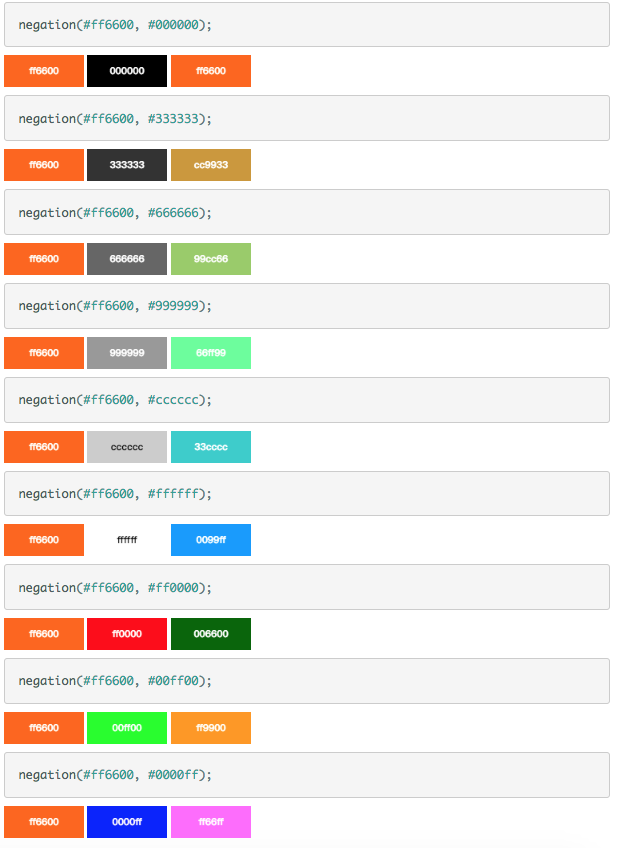 negation(#ff6600, #000000);
ff6600 000000 ff6600
negation(#ff6600, #333333);
ff6600 333333 cc9933
negation(#ff6600, #666666);
ff6600 666666 99cc66
negation(#ff6600, #999999);
ff6600 999999 66ff99
negation(#ff6600, #cccccc);
ff6600 cccccc 33cccc
negation(#ff6600, #ffffff);
ff6600 ffffff 0099ff
negation(#ff6600, #ff0000);
ff6600 ff0000 006600
negation(#ff6600, #00ff00);
ff6600 00ff00 ff9900
negation(#ff6600, #0000ff);
ff6600 0000ff ff66ff